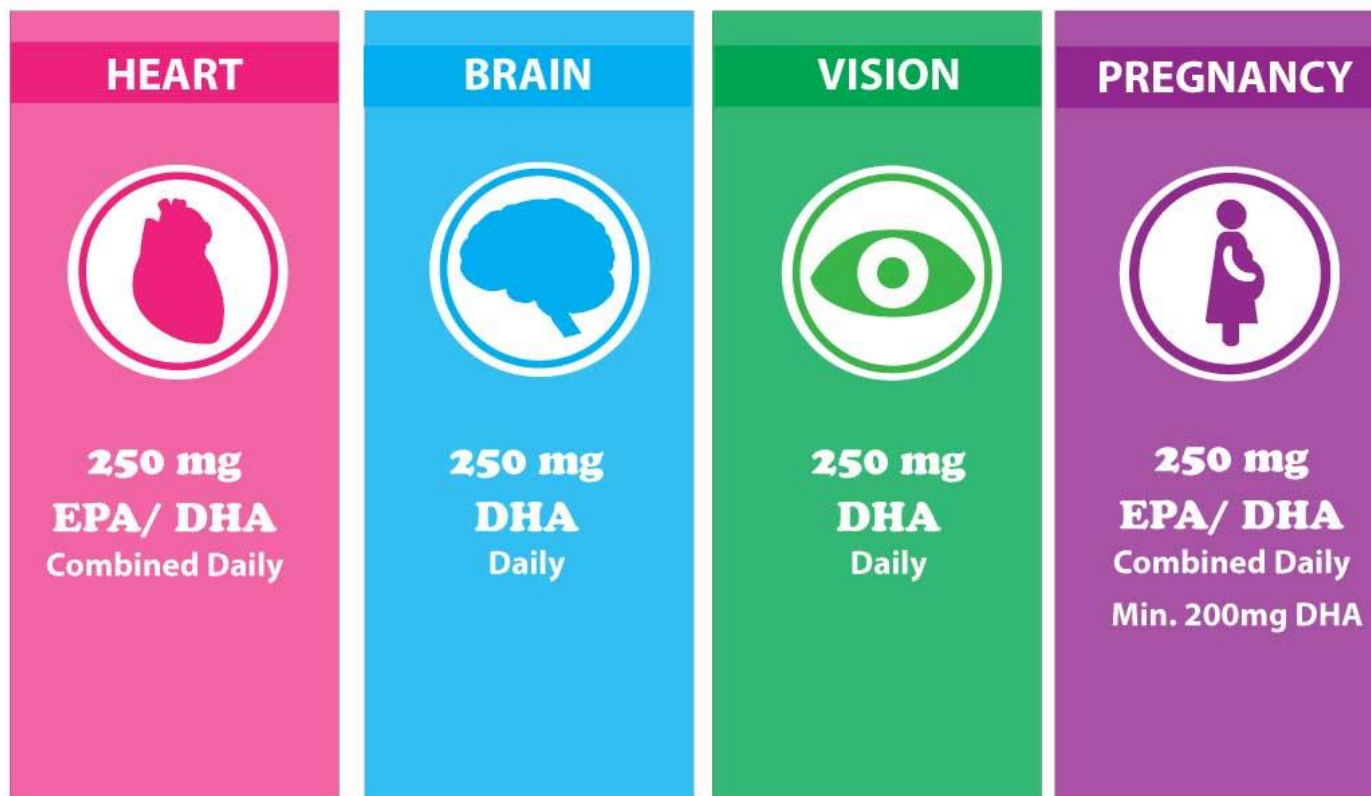 HEART
250 mg
EPA/ DHA
Combined Daily
BRAIN
250 mg
DHA
Daily
VISION
250 mg
DHA
Daily
PREGNANCY
250 mg
EPA/ DHA
Combined Daily
Min. 200mg DHA